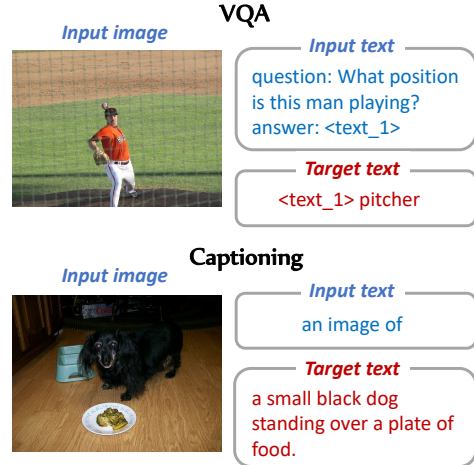 VQA
Input image
Input text
question: What position
is this man playing?
answer: <text_1>
Target text
<text_1> pitcher
Captioning
Input image
Input text
an image of
Target text
a small black dog
standing over a plate of
food.